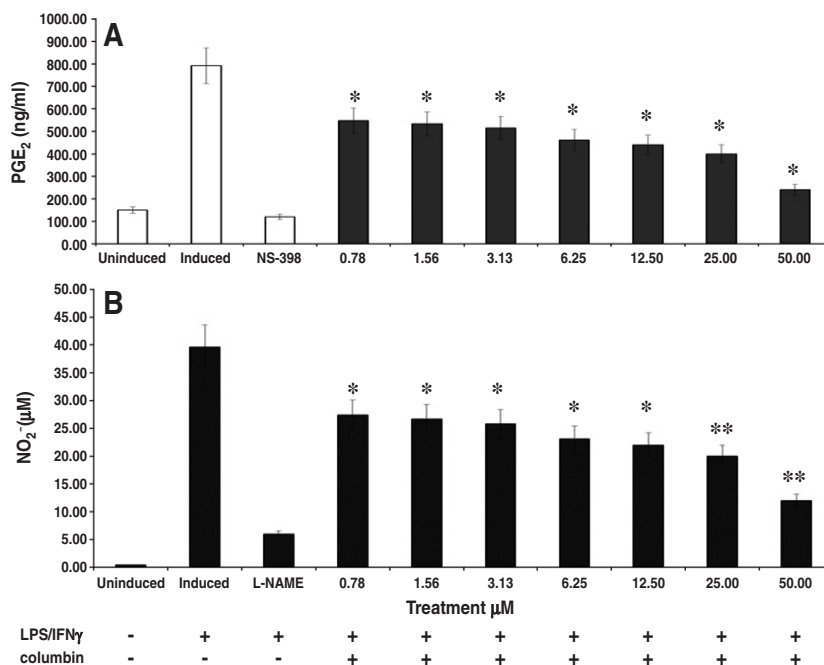 A
PGE2 (ng/ml)
1000.00
900.00
800.00
700.00
600.00
500.00
400.00
300.00
200.00
100.00
0.00
* * * * * * *
Uninduced Induced NS-398 0.78 1.56 3.13 6.25 12.50 25.00 50.00
B
NO2-(μM)
50.00
45.00
40.00
35.00
30.00
25.00
20.00
15.00
10.00
5.00
0.00
* * * * * ** **
Uninduced Induced L-NAME 0.78 1.56 3.13 6.25 12.50 25.00 50.00
Treatment μM
LPS/IFNγ - + + + + + + + + +
columbin - - - + + + + + + +